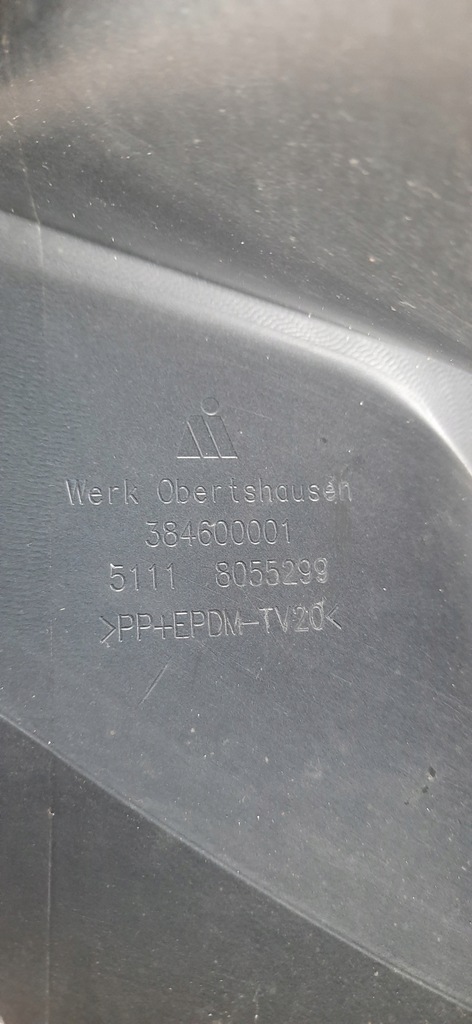 Werk Obertshausen
384600001
5111 8055299
>PP+EPDM-TV20<